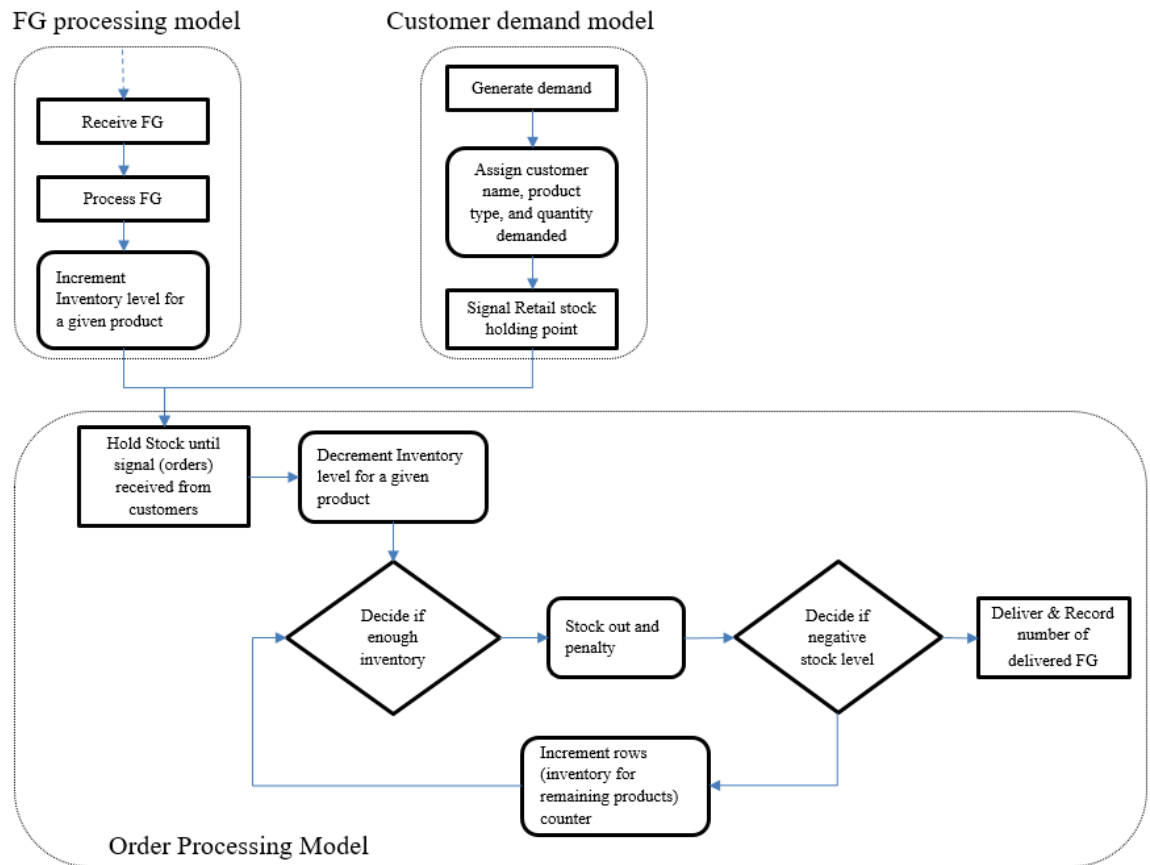 FG processing model
Customer demand model
Receive FG
Process FG
Increment
Inventory level for
a given product
Generate demand
Assign customer
name, product
type, and quantity
demanded
Signal Retail stock
holding point
Hold Stock until
signal (orders)
received from
customers
Decrement Inventory
level for a given
product
Decide if
enough
inventory
Stock out and
penalty
Decide if
negative
stock level
Deliver & Record
number of
delivered FG
Increment rows
(inventory for
remaining products)
counter
Order Processing Model